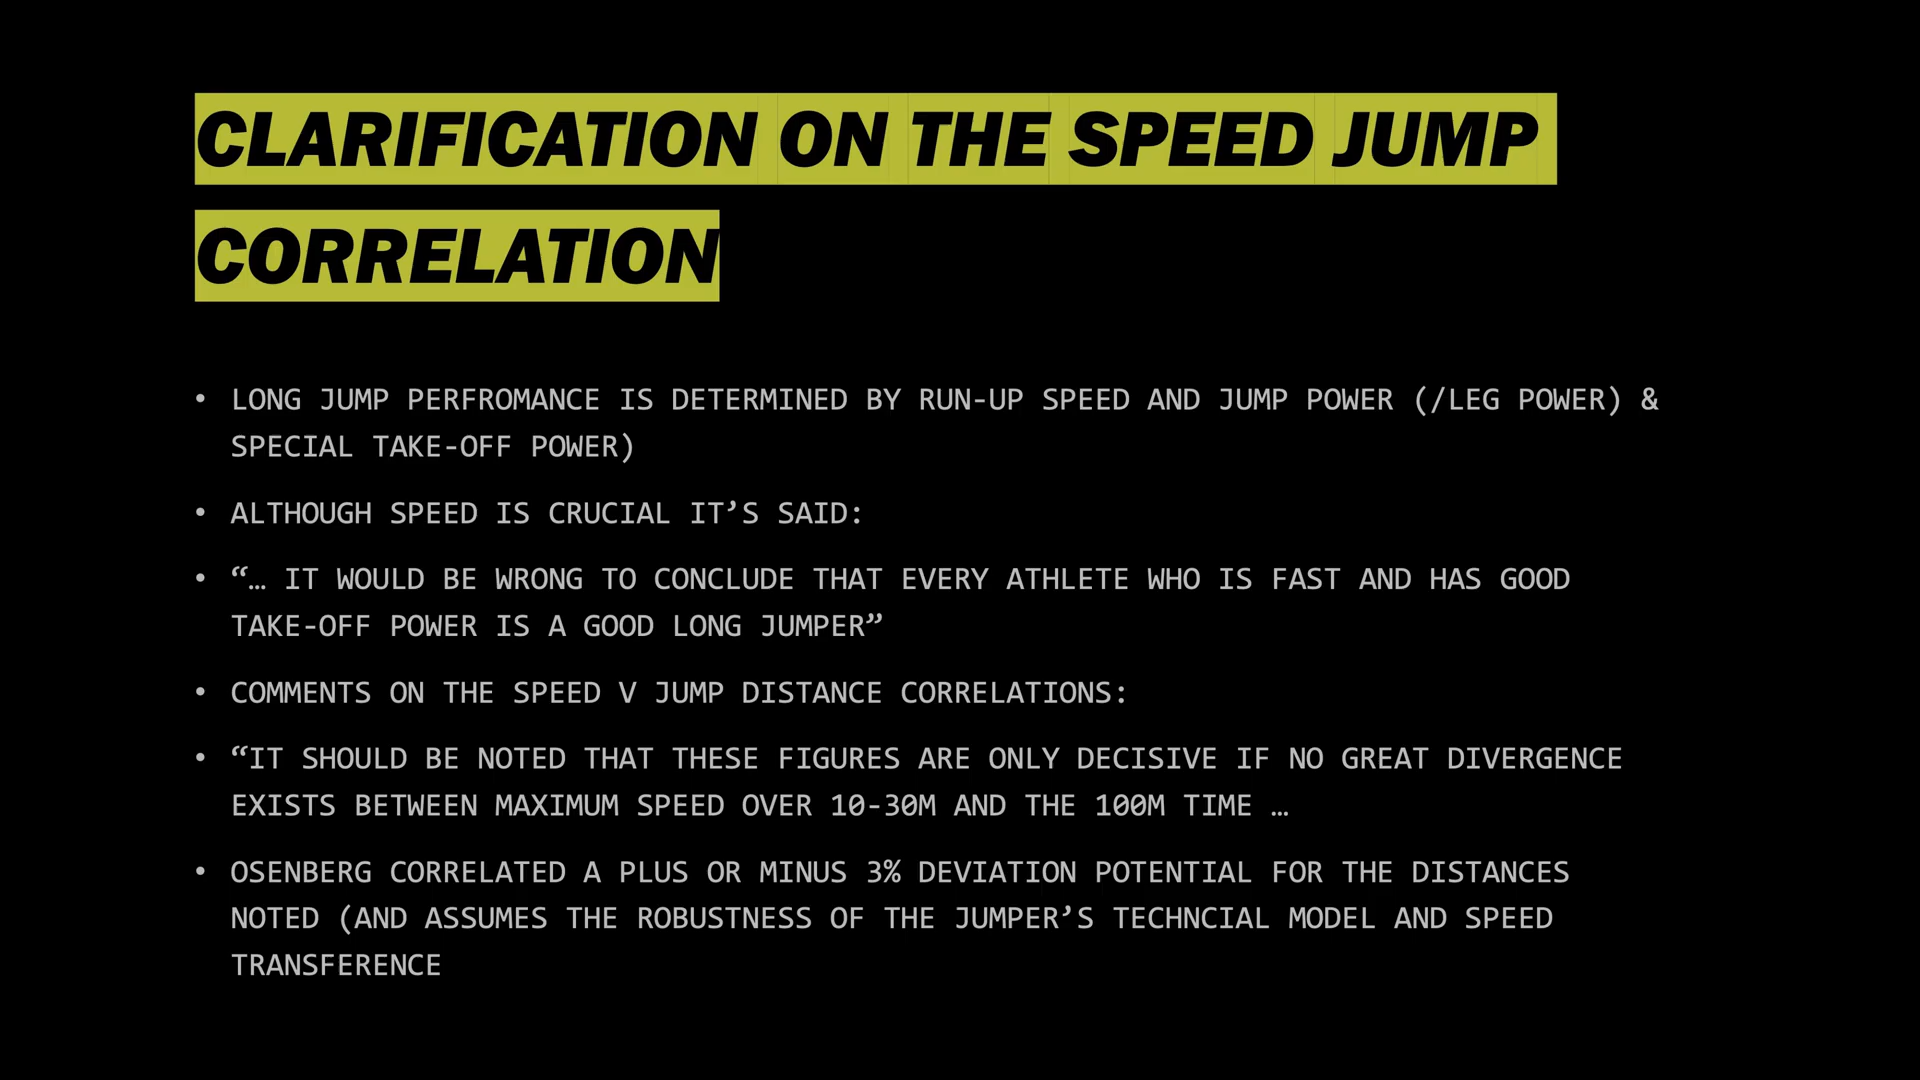 CLARIFICATION ON THE SPEED JUMP
CORRELATION
• LONG JUMP PERFROMANCE IS DETERMINED BY RUN-UP SPEED AND JUMP POWER (/LEG POWER) &
SPECIAL TAKE-OFF POWER)
• ALTHOUGH SPEED IS CRUCIAL IT’S SAID:
• “… IT WOULD BE WRONG TO CONCLUDE THAT EVERY ATHLETE WHO IS FAST AND HAS GOOD
TAKE-OFF POWER IS A GOOD LONG JUMPER”
• COMMENTS ON THE SPEED V JUMP DISTANCE CORRELATIONS:
• “IT SHOULD BE NOTED THAT THESE FIGURES ARE ONLY DECISIVE IF NO GREAT DIVERGENCE
EXISTS BETWEEN MAXIMUM SPEED OVER 10-30M AND THE 100M TIME …
• OSENBERG CORRELATED A PLUS OR MINUS 3% DEVIATION POTENTIAL FOR THE DISTANCES
NOTED (AND ASSUMES THE ROBUSTNESS OF THE JUMPER’S TECHNCIAL MODEL AND SPEED
TRANSFERENCE